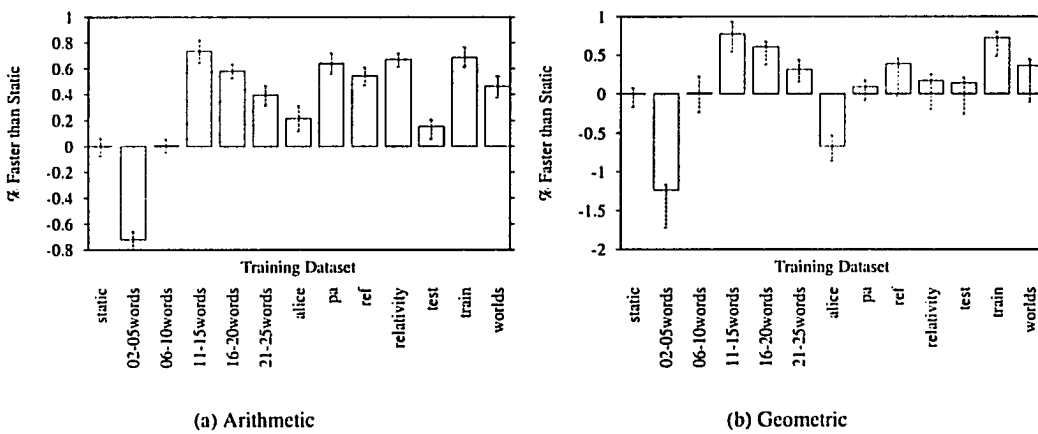 % Faster than Static
1
0.8
0.6
0.4
0.2
0
-0.2
-0.4
-0.6
-0.8
Training Dataset
static
02-05words
06-10words
11-15words
16-20words
21-25words
alice
pa
ref
relativity
test
train
worlds
(a) Arithmetic
% Faster than Static
1
0.5
0
-0.5
-1
-1.5
-2
Training Dataset
static
02-05words
06-10words
11-15words
16-20words
21-25words
alice
pa
ref
relativity
test
train
worlds
(b) Geometric